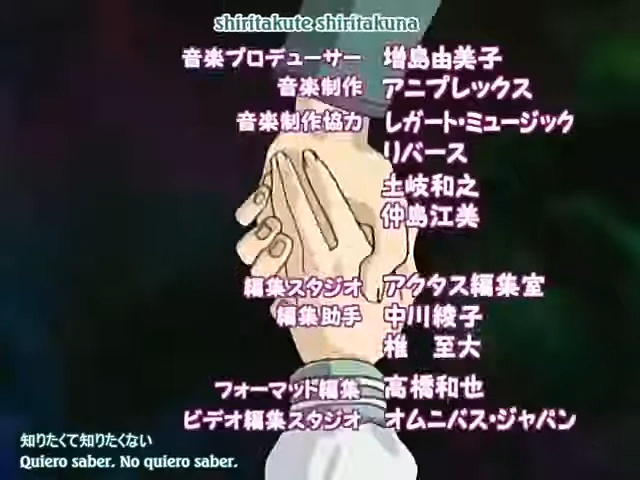 shiritakute shiritakuna
音楽プロデューサー 増島由美子
音楽制作 アニプレックス
音楽制作協力 レガート・ミュージック
リバース
土岐和之
仲島江美
編集スタジオ アクタス編集室
編集助手 中川綾子
椎 至大
フォーマット編集 高橋和也
ビデオ編集スタジオ オムニバス・ジャパン
知りたくて知りたくない
Quiero saber. No quiero saber.